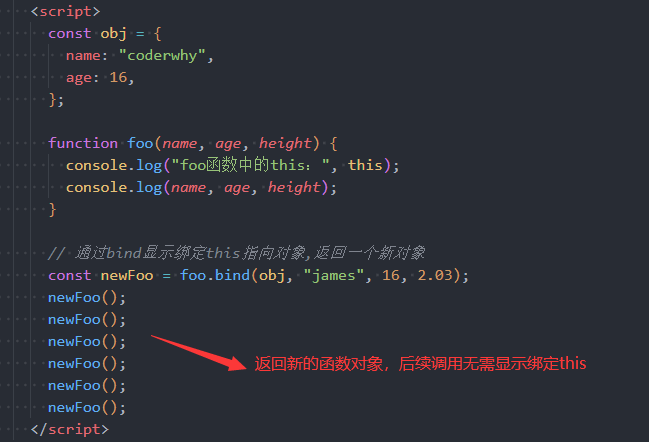 <script>
const obj = {
name: "coderwhy",
age: 16,
};
function foo(name, age, height) {
console.log("foo函数中的this：", this);
console.log(name, age, height);
}
// 通过bind显示绑定this指向对象,返回一个新对象
const newFoo = foo.bind(obj, "james", 16, 2.03);
newFoo();
newFoo();
newFoo();
newFoo();
newFoo();
newFoo();
返回新的函数对象，后续调用无需显示绑定this
</script>